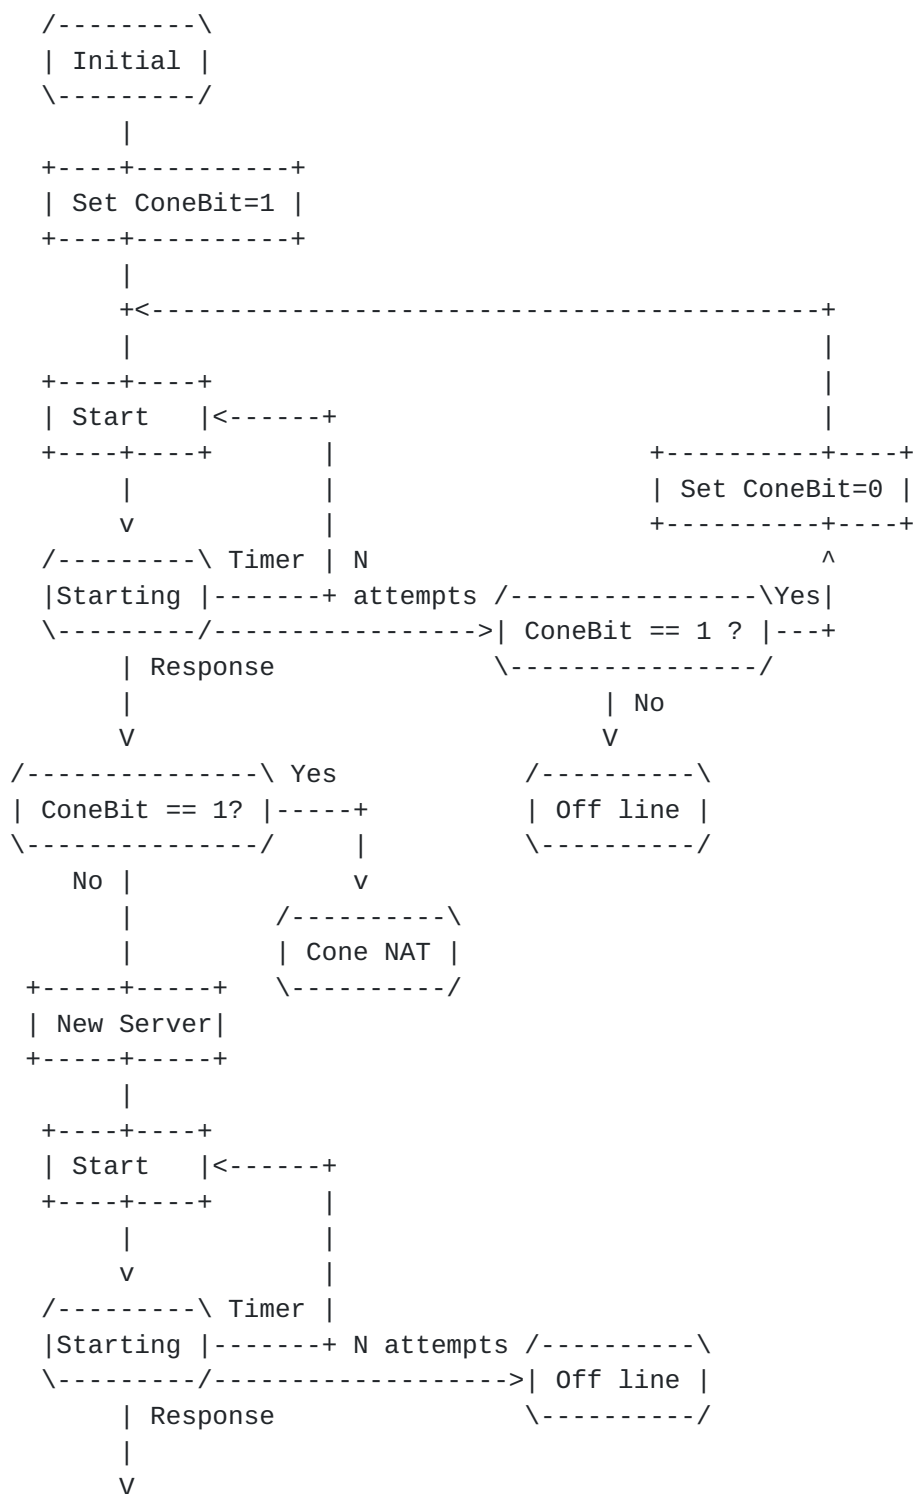 /---------\
     | Initial |
     \---------/
          |
     +----+----------+
     | Set ConeBit=1 |
     +----+----------+
          |
          +<-------------------------------------------+
          |                                            |
     +----+----+                                       |
     | Start   |<------+                               |
     +----+----+       |                    +----------+----+
          |            |                    | Set ConeBit=0 |
          v            |                    +----------+----+
     /---------\ Timer | N                             ^
     |Starting |-------+ attempts /----------------\Yes|
     \---------/----------------->| ConeBit == 1 ? |---+
          | Response              \----------------/
          |                              | No
          V                              V
   /---------------\ Yes            /----------\
   | ConeBit == 1? |-----+          | Off line |
   \---------------/     |          \----------/
       No |              v
          |         /----------\
          |         | Cone NAT |
    +-----+-----+   \----------/
    | New Server|
    +-----+-----+
          |
     +----+----+
     | Start   |<------+
     +----+----+       |
          |            |
          v            |
     /---------\ Timer |
     |Starting |-------+ N attempts /----------\
     \---------/------------------->| Off line |
          | Response                \----------/
          |
          V